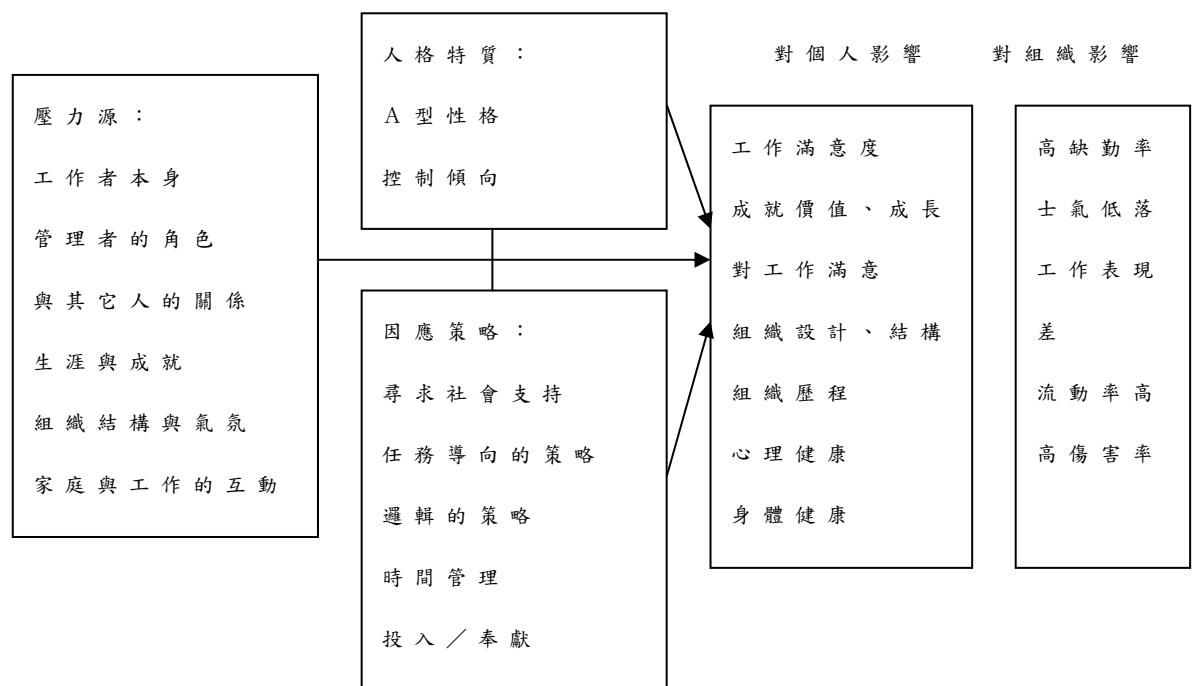 人格特質：
A型性格
控制傾向
對個人影響
對組織影響
壓力源：
工作者本身
管理者的角色
與其它人的關係
生涯與成就
組織結構與氣氛
家庭與工作的互動
因應策略：
尋求社會支持
任務導向的策略
邏輯的策略
時間管理
投入／奉獻
工作滿意度
成就價值、成長
對工作滿意
組織設計、結構
組織歷程
心理健康
身體健康
高缺勤率
士氣低落
工作表現
差
流動率高
高傷害率